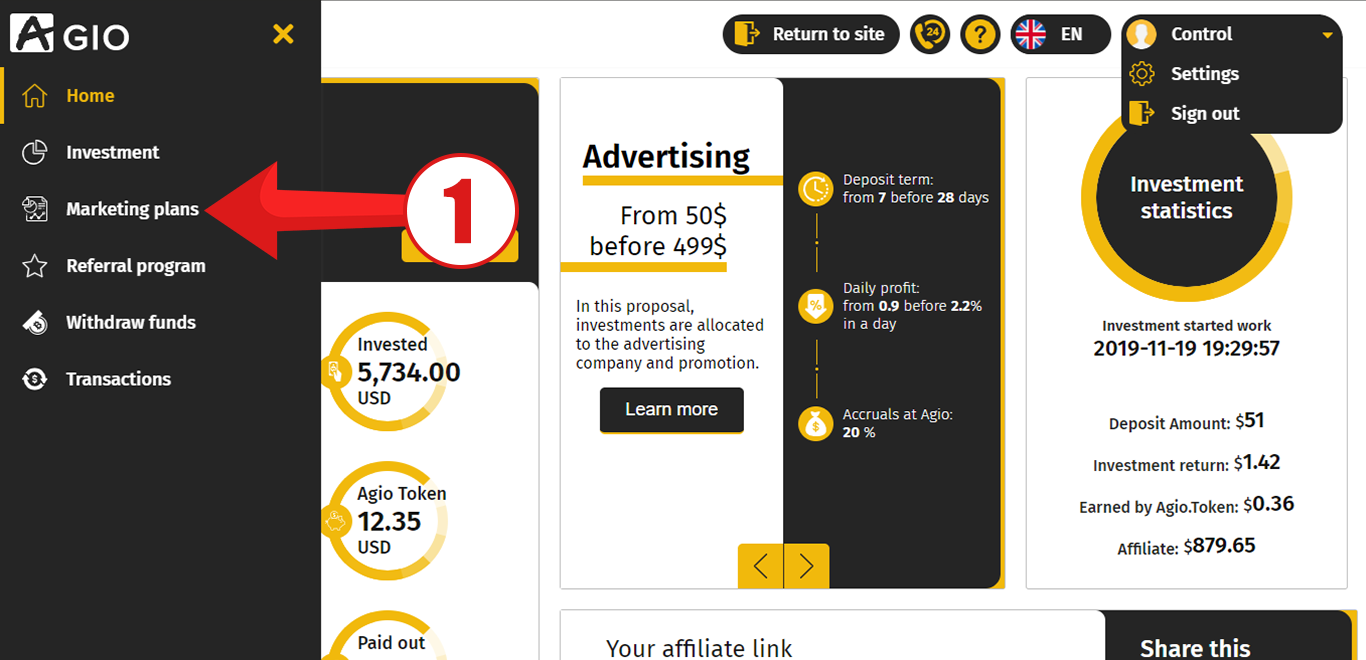 AGIO
Home
Investment
Marketing plans
Referral program
Withdraw funds
Transactions
1
Return to site
24
?
EN
Control
Settings
Sign out
Invested
5,734.00
USD
Agio Token
12.35
USD
Paid out
Advertising
From 50$
before 499$
In this proposal,
investments are allocated
to the advertising
company and promotion.
Learn more
Deposit term:
from 7 before 28 days
Daily profit:
from 0.9 before 2.2%
in a day
Accruals at Agio:
20 %
Investment
statistics
Investment started work
2019-11-19 19:29:57
Deposit Amount: $51
Investment return: $1.42
Earned by Agio.Token: $0.36
Affiliate: $879.65
Your affiliate link
Share this